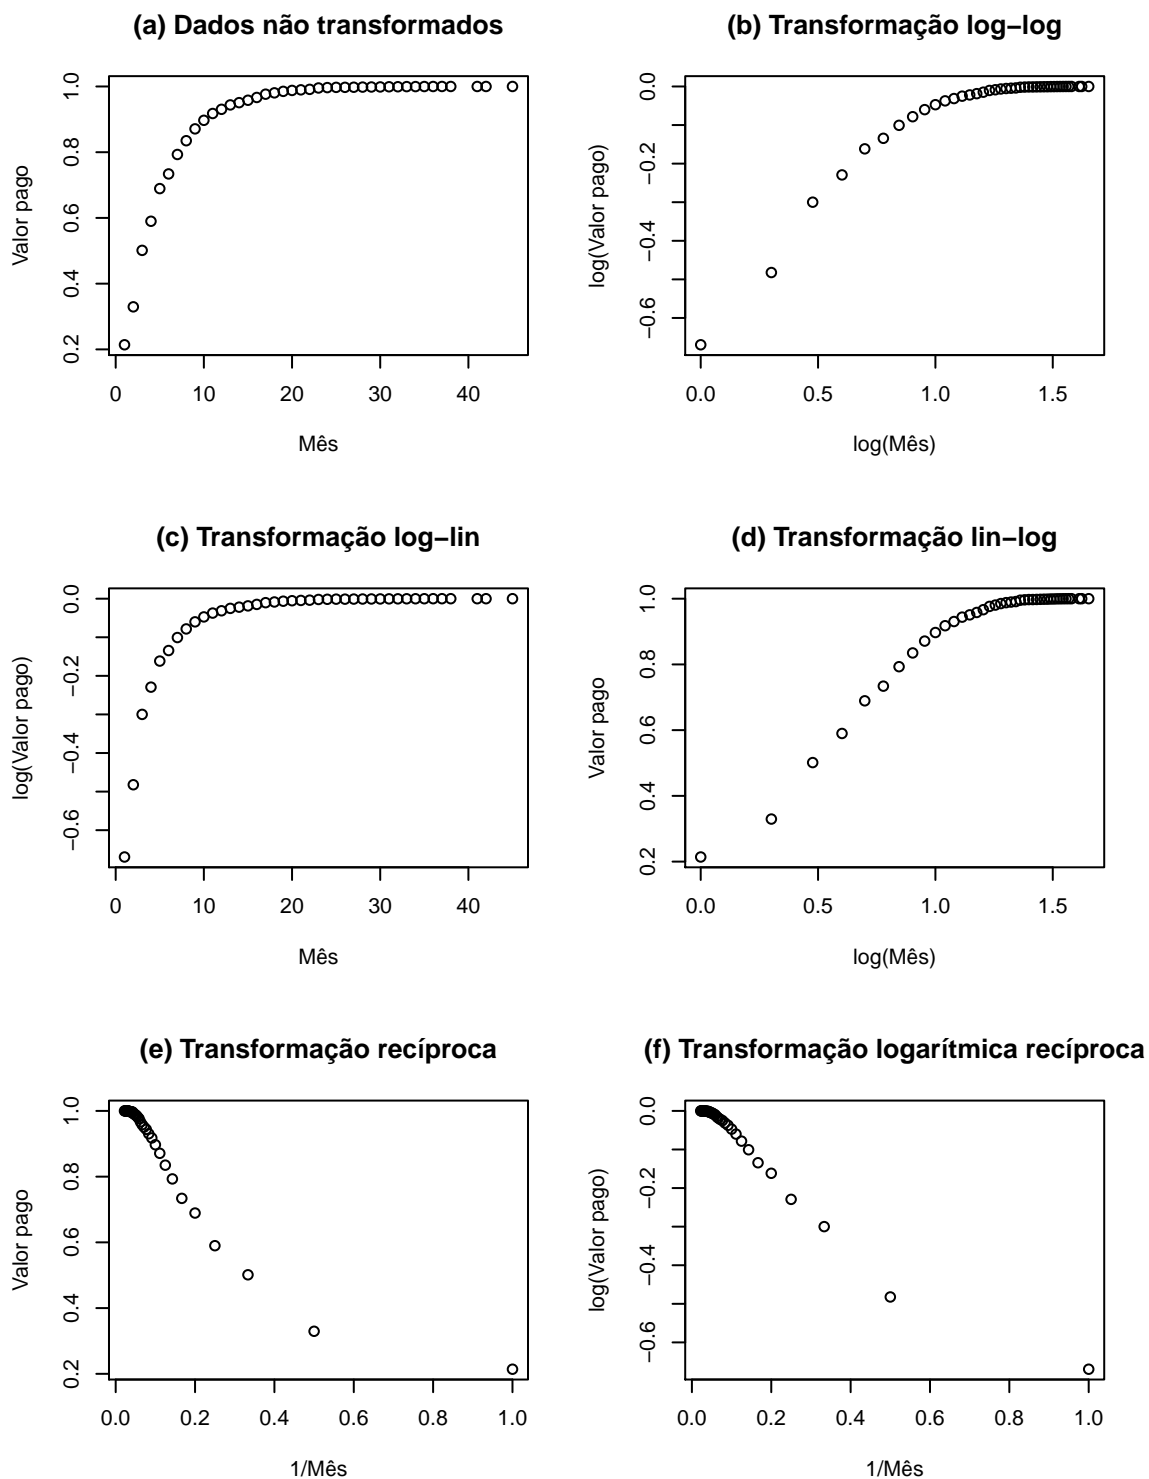 (a) Dados não transformados
Valor pago
0.2 0.4 0.6 0.8 1.0
0 10 20 30 40
Mês
(b) Transformação log−log
log(Valor pago)
−0.6 −0.4 −0.2 0.0
0.0 0.5 1.0 1.5
log(Mês)
(c) Transformação log−lin
log(Valor pago)
−0.6 −0.4 −0.2 0.0
0 10 20 30 40
Mês
(d) Transformação lin−log
Valor pago
0.2 0.4 0.6 0.8 1.0
0.0 0.5 1.0 1.5
log(Mês)
(e) Transformação recíproca
Valor pago
0.2 0.4 0.6 0.8 1.0
0.0 0.2 0.4 0.6 0.8 1.0
1/Mês
(f) Transformação logarítmica recíproca
log(Valor pago)
−0.6 −0.4 −0.2 0.0
0.0 0.2 0.4 0.6 0.8 1.0
1/Mês